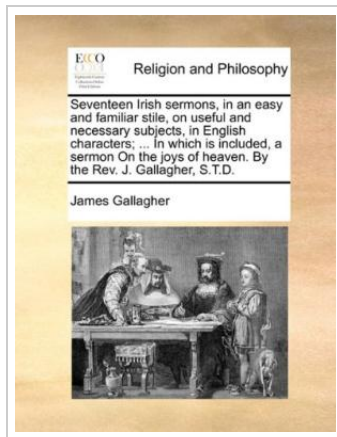 ECCO
Religion and Philosophy
Seventeen Irish sermons, in an easy
and familiar stile, on useful and
necessary subjects, in English
characters; ... In which is included, a
sermon On the joys of heaven. By
the Rev. J. Gallagher, S.T.D.
James Gallagher